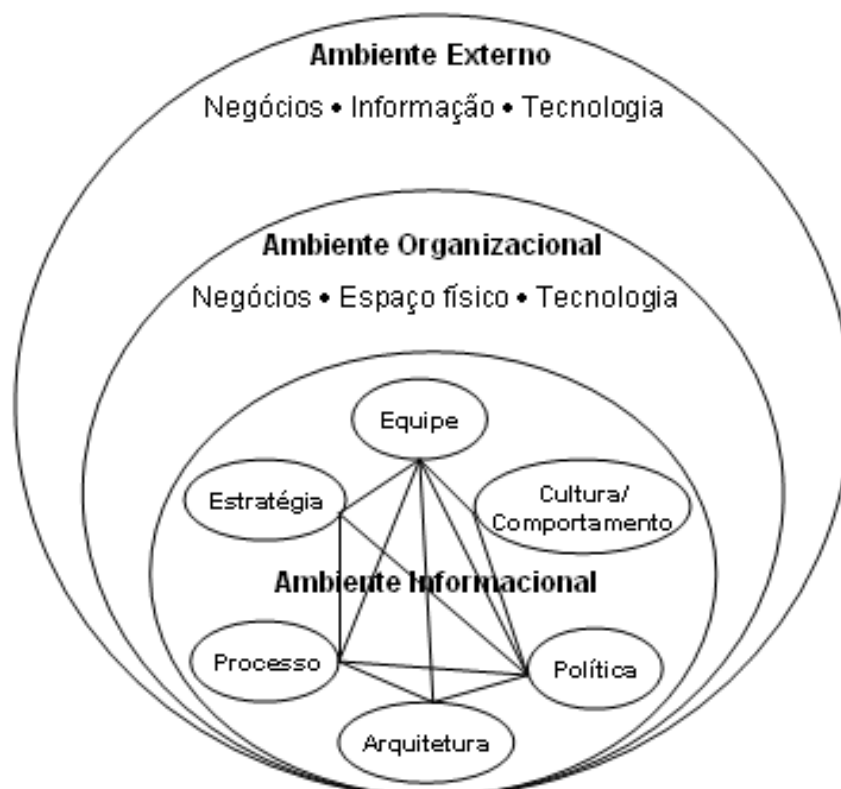 Ambiente Externo
Negócios • Informação • Tecnologia
Ambiente Organizacional
Negócios • Espaço físico • Tecnologia
Equipe
Estratégia
Cultura/
Comportamento
Ambiente Informacional
Processo
Política
Arquitetura